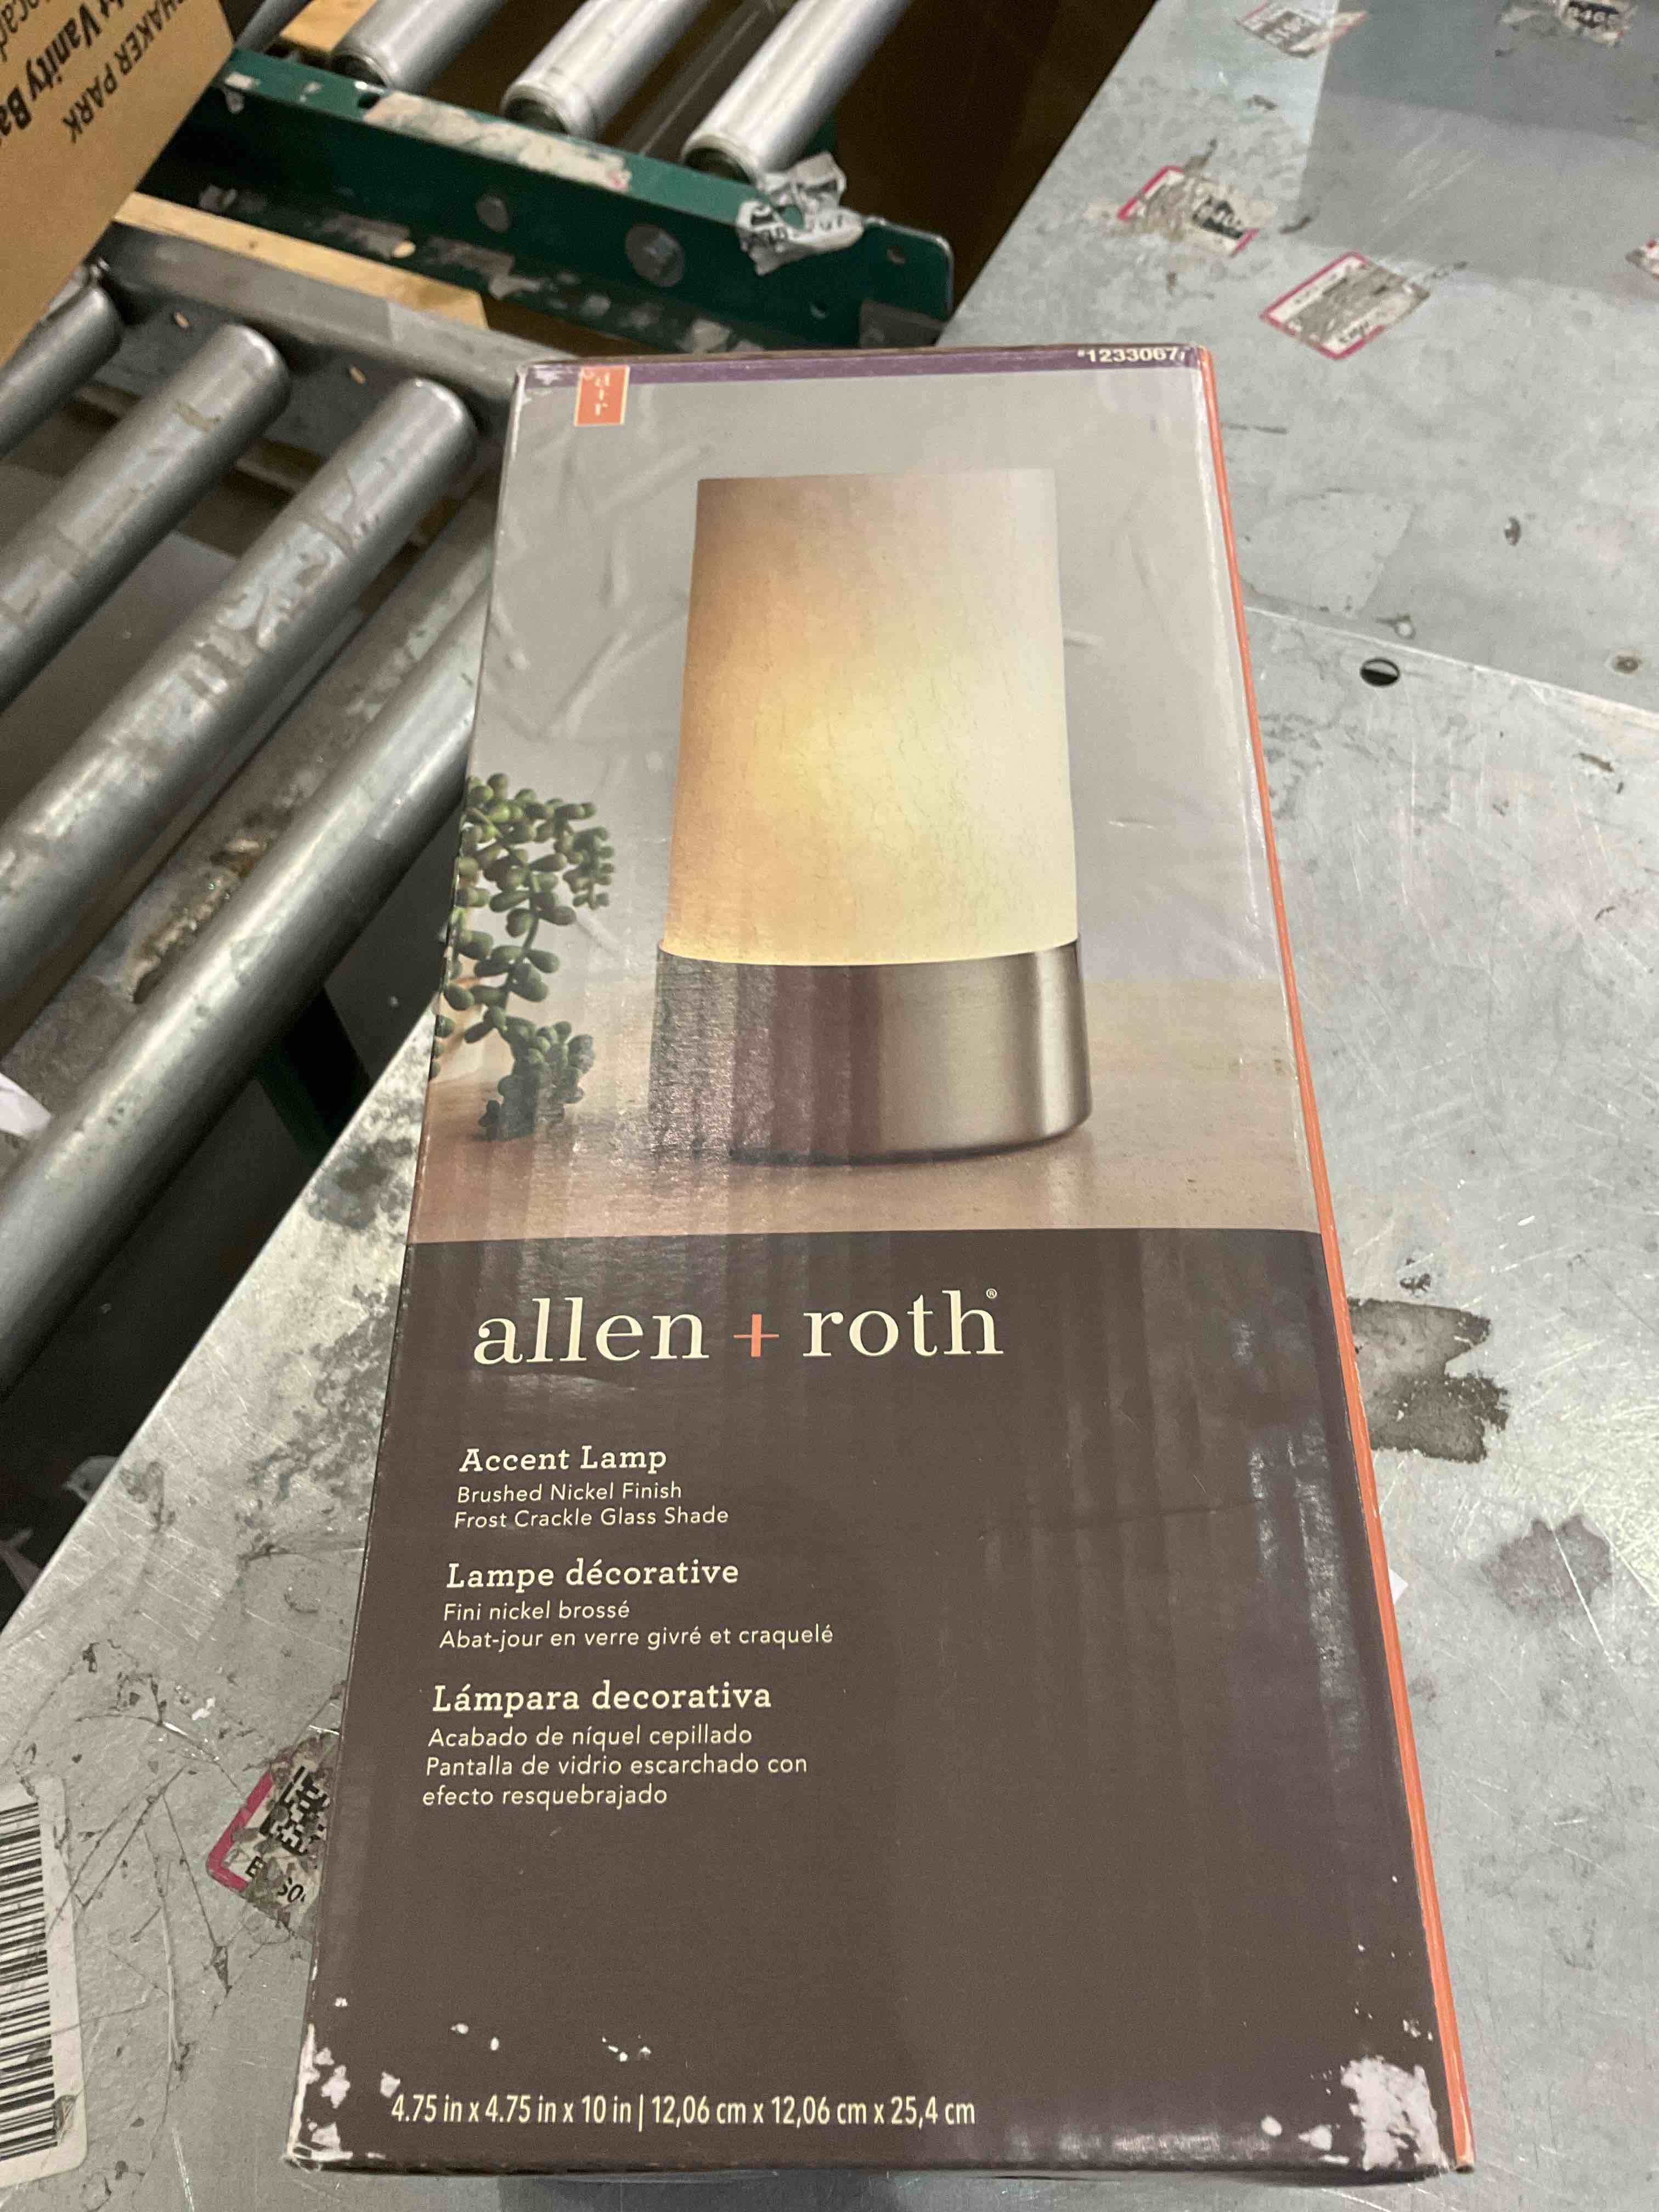 SHAKER PARK
Vanity
#1233067
a+r
allen + roth®
Accent Lamp
Brushed Nickel Finish
Frost Crackle Glass Shade
Lampe décorative
Fini nickel brossé
Abat-jour en verre givré et craquelé
Lámpara decorativa
Acabado de níquel cepillado
Pantalla de vidrio escarchado con
efecto resquebrajado
4.75 in x 4.75 in x 10 in | 12,06 cm x 12,06 cm x 25,4 cm